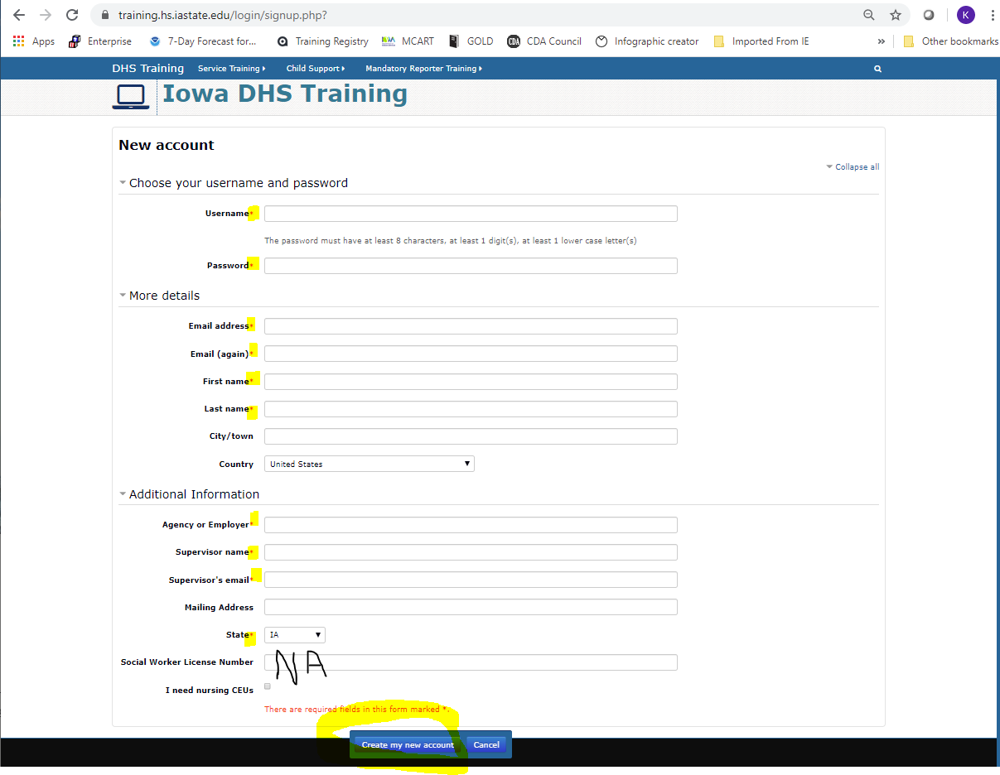 training.hs.iastate.edu/login/signup.php?
K
Apps Enterprise 7-Day Forecast for... Training Registry MCART GOLD CDA CDA Council Infographic creator Imported From IE » Other bookmarks
DHS Training Service Training Child Support Mandatory Reporter Training
Iowa DHS Training
New account
Collapse all
Choose your username and password
Username*
The password must have at least 8 characters, at least 1 digit(s), at least 1 lower case letter(s)
Password*
More details
Email address*
Email (again)*
First name*
Last name*
City/town
Country United States
Additional Information
Agency or Employer*
Supervisor name*
Supervisor's email*
Mailing Address
State* IA
Social Worker License Number NA
I need nursing CEUs
There are required fields in this form marked *.
Create my new account Cancel